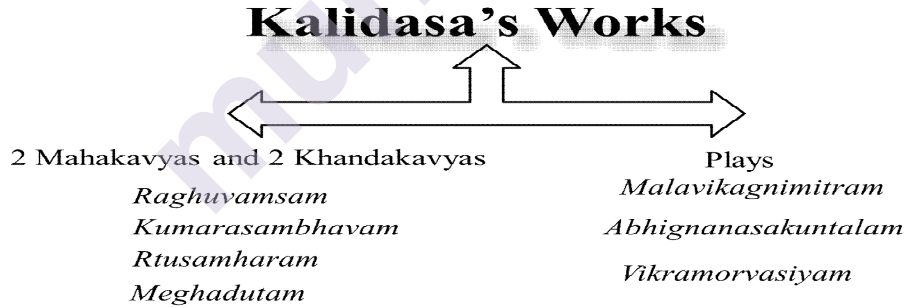 Kalidasa's Works
2 Mahakavyas and 2 Khandakavyas
Raghuvamsam
Kumarasambhavam
Rtusamharam
Meghadutam
Plays
Malavikagnimitram
Abhignanasakuntalam
Vikramorvasiyam